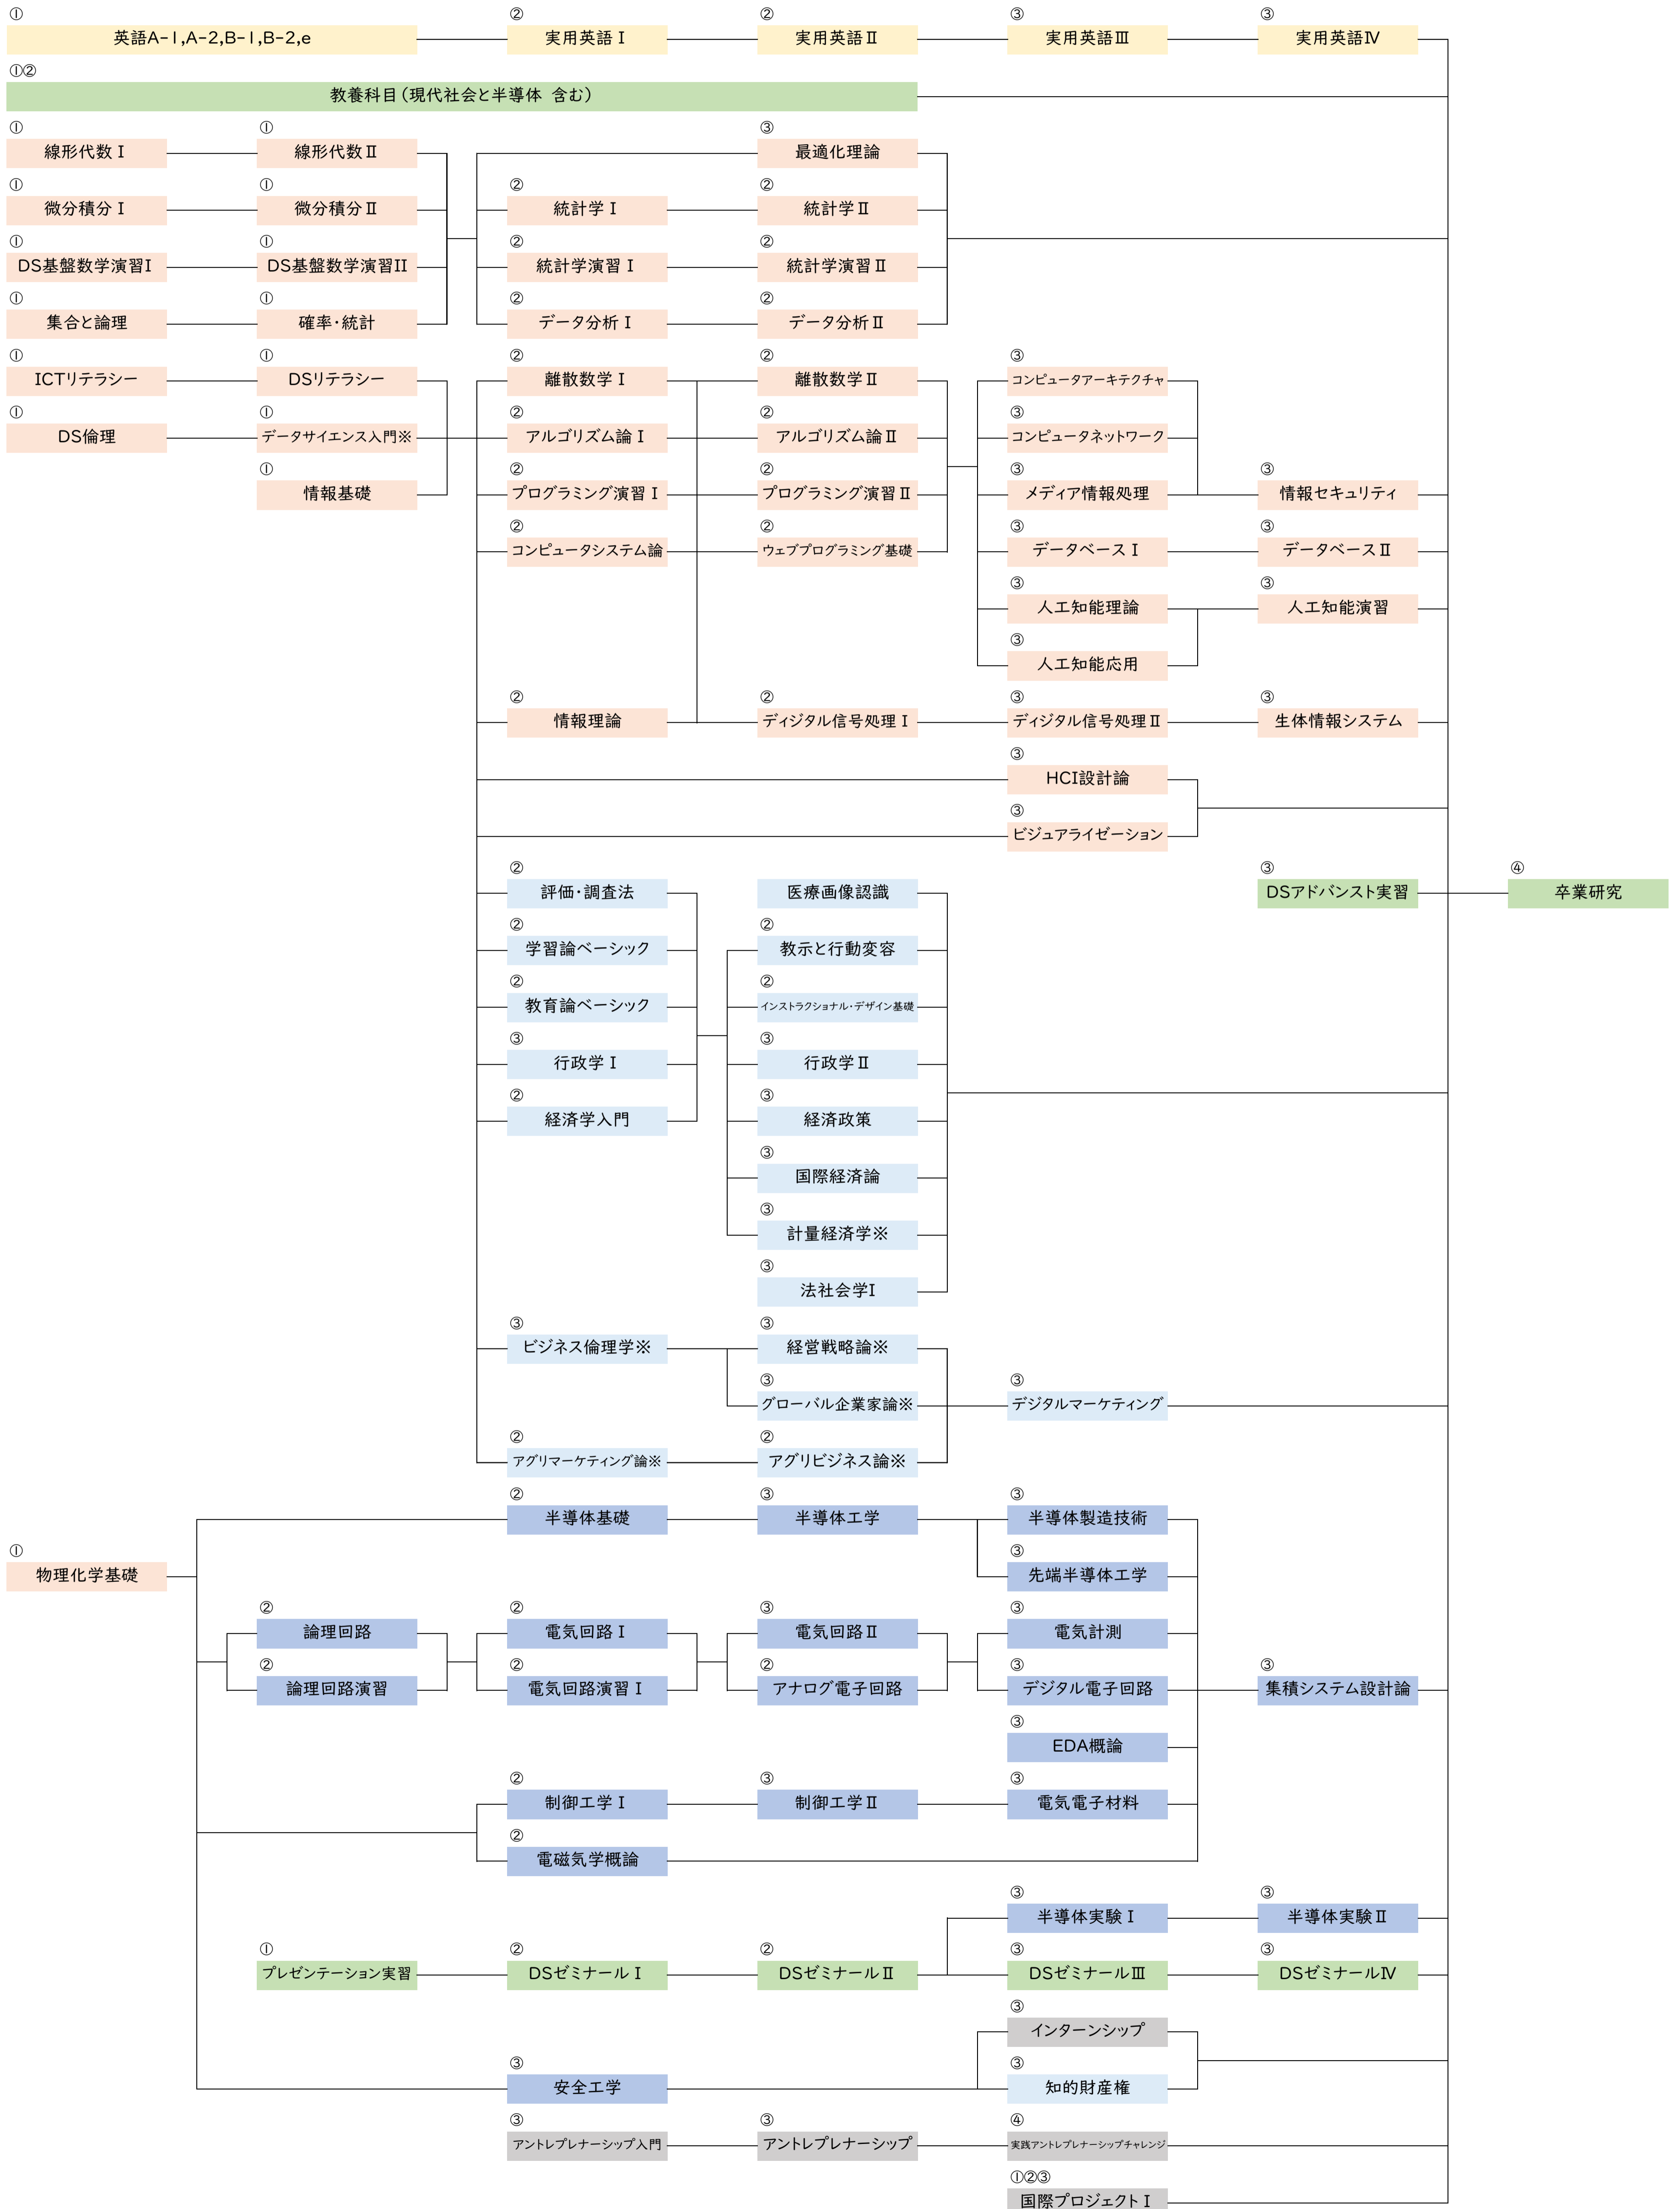 ① ② ② ③ ③
英語A-1,A-2,B-1,B-2,e 実用英語Ⅰ 実用英語Ⅱ 実用英語Ⅲ 実用英語Ⅳ
①②
教養科目（現代社会と半導体 含む）
① ① ③
線形代数Ⅰ 線形代数Ⅱ 最適化理論
① ① ② ②
微分積分Ⅰ 微分積分Ⅱ 統計学Ⅰ 統計学Ⅱ
① ① ② ②
DS基盤数学演習I DS基盤数学演習II 統計学演習Ⅰ 統計学演習Ⅱ
① ① ② ②
集合と論理 確率・統計 データ分析Ⅰ データ分析Ⅱ
① ① ② ② ③
ICTリテラシー DSリテラシー 離散数学Ⅰ 離散数学Ⅱ コンピュータアーキテクチャ
① ① ② ② ③
DS倫理 データサイエンス入門※ アルゴリズム論Ⅰ アルゴリズム論Ⅱ コンピュータネットワーク
① ② ② ③ ③
情報基礎 プログラミング演習Ⅰ プログラミング演習Ⅱ メディア情報処理 情報セキュリティ
② ② ③ ③
コンピュータシステム論 ウェブプログラミング基礎 データベースⅠ データベースⅡ
③ ③
人工知能理論 人工知能演習
③
人工知能応用
② ② ③ ③
情報理論 ディジタル信号処理Ⅰ ディジタル信号処理Ⅱ 生体情報システム
③
HCI設計論
③
ビジュアライゼーション
② ③ ④
評価・調査法 医療画像認識 DSアドバンスト実習 卒業研究
② ②
学習論ベーシック 教示と行動変容
② ②
教育論ベーシック インストラクショナル・デザイン基礎
③ ③
行政学Ⅰ 行政学Ⅱ
② ③
経済学入門 経済政策
③
国際経済論
③
計量経済学※
③
法社会学I
③ ③
ビジネス倫理学※ 経営戦略論※
③ ③
グローバル企業家論※ デジタルマーケティング
② ②
アグリマーケティング論※ アグリビジネス論※
② ③ ③
半導体基礎 半導体工学 半導体製造技術
① ③
物理化学基礎 先端半導体工学
② ② ③ ③
論理回路 電気回路Ⅰ 電気回路Ⅱ 電気計測
② ② ② ③ ③
論理回路演習 電気回路演習Ⅰ アナログ電子回路 デジタル電子回路 集積システム設計論
③
EDA概論
② ③ ③
制御工学Ⅰ 制御工学Ⅱ 電気電子材料
②
電磁気学概論
③ ③
半導体実験Ⅰ 半導体実験Ⅱ
① ② ② ③ ③
プレゼンテーション実習 DSゼミナールⅠ DSゼミナールⅡ DSゼミナールⅢ DSゼミナールⅣ
③
インターンシップ
③ ③
安全工学 知的財産権
③ ③ ④
アントレプレナーシップ入門 アントレプレナーシップ 実践アントレプレナーシップチャレンジ
①②③
国際プロジェクトⅠ